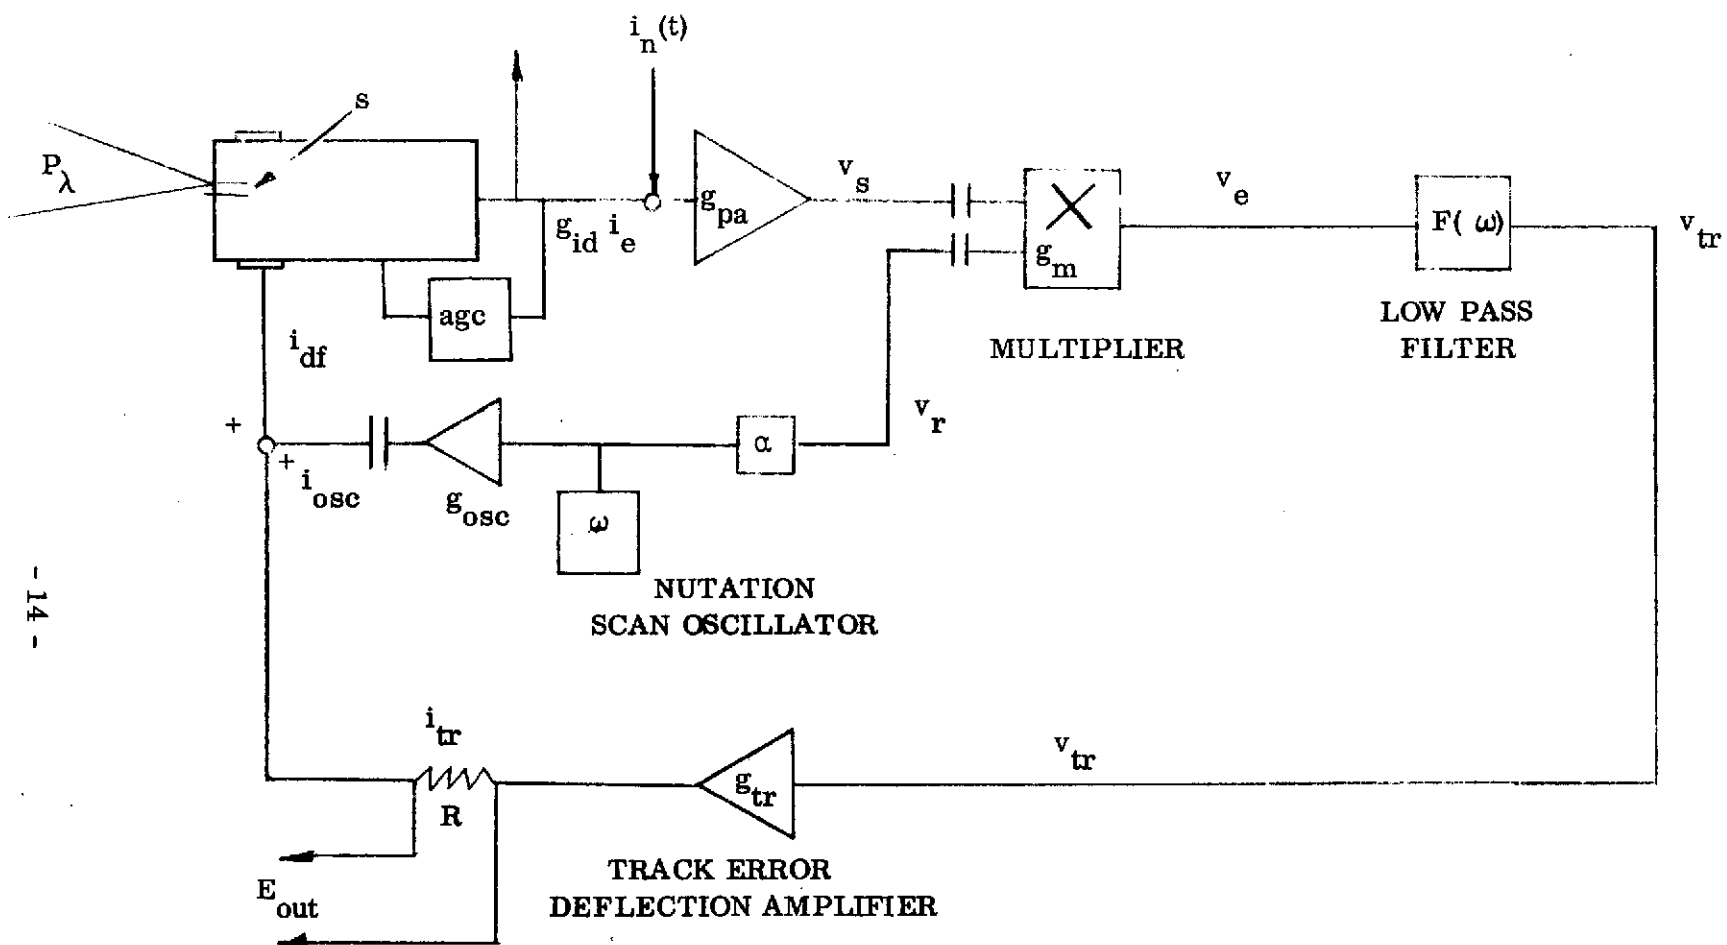 i_n(t)
s
P_λ
g_pa
v_s
v_e
F(ω)
v_tr
g_id i_e
g_m
agc
LOW PASS
FILTER
i_df
MULTIPLIER
v_r
α
+
+
i_osc
g_osc
ω
NUTATION
SCAN OSCILLATOR
- 14 -
i_tr
v_tr
g_tr
R
TRACK ERROR
DEFLECTION AMPLIFIER
E_out